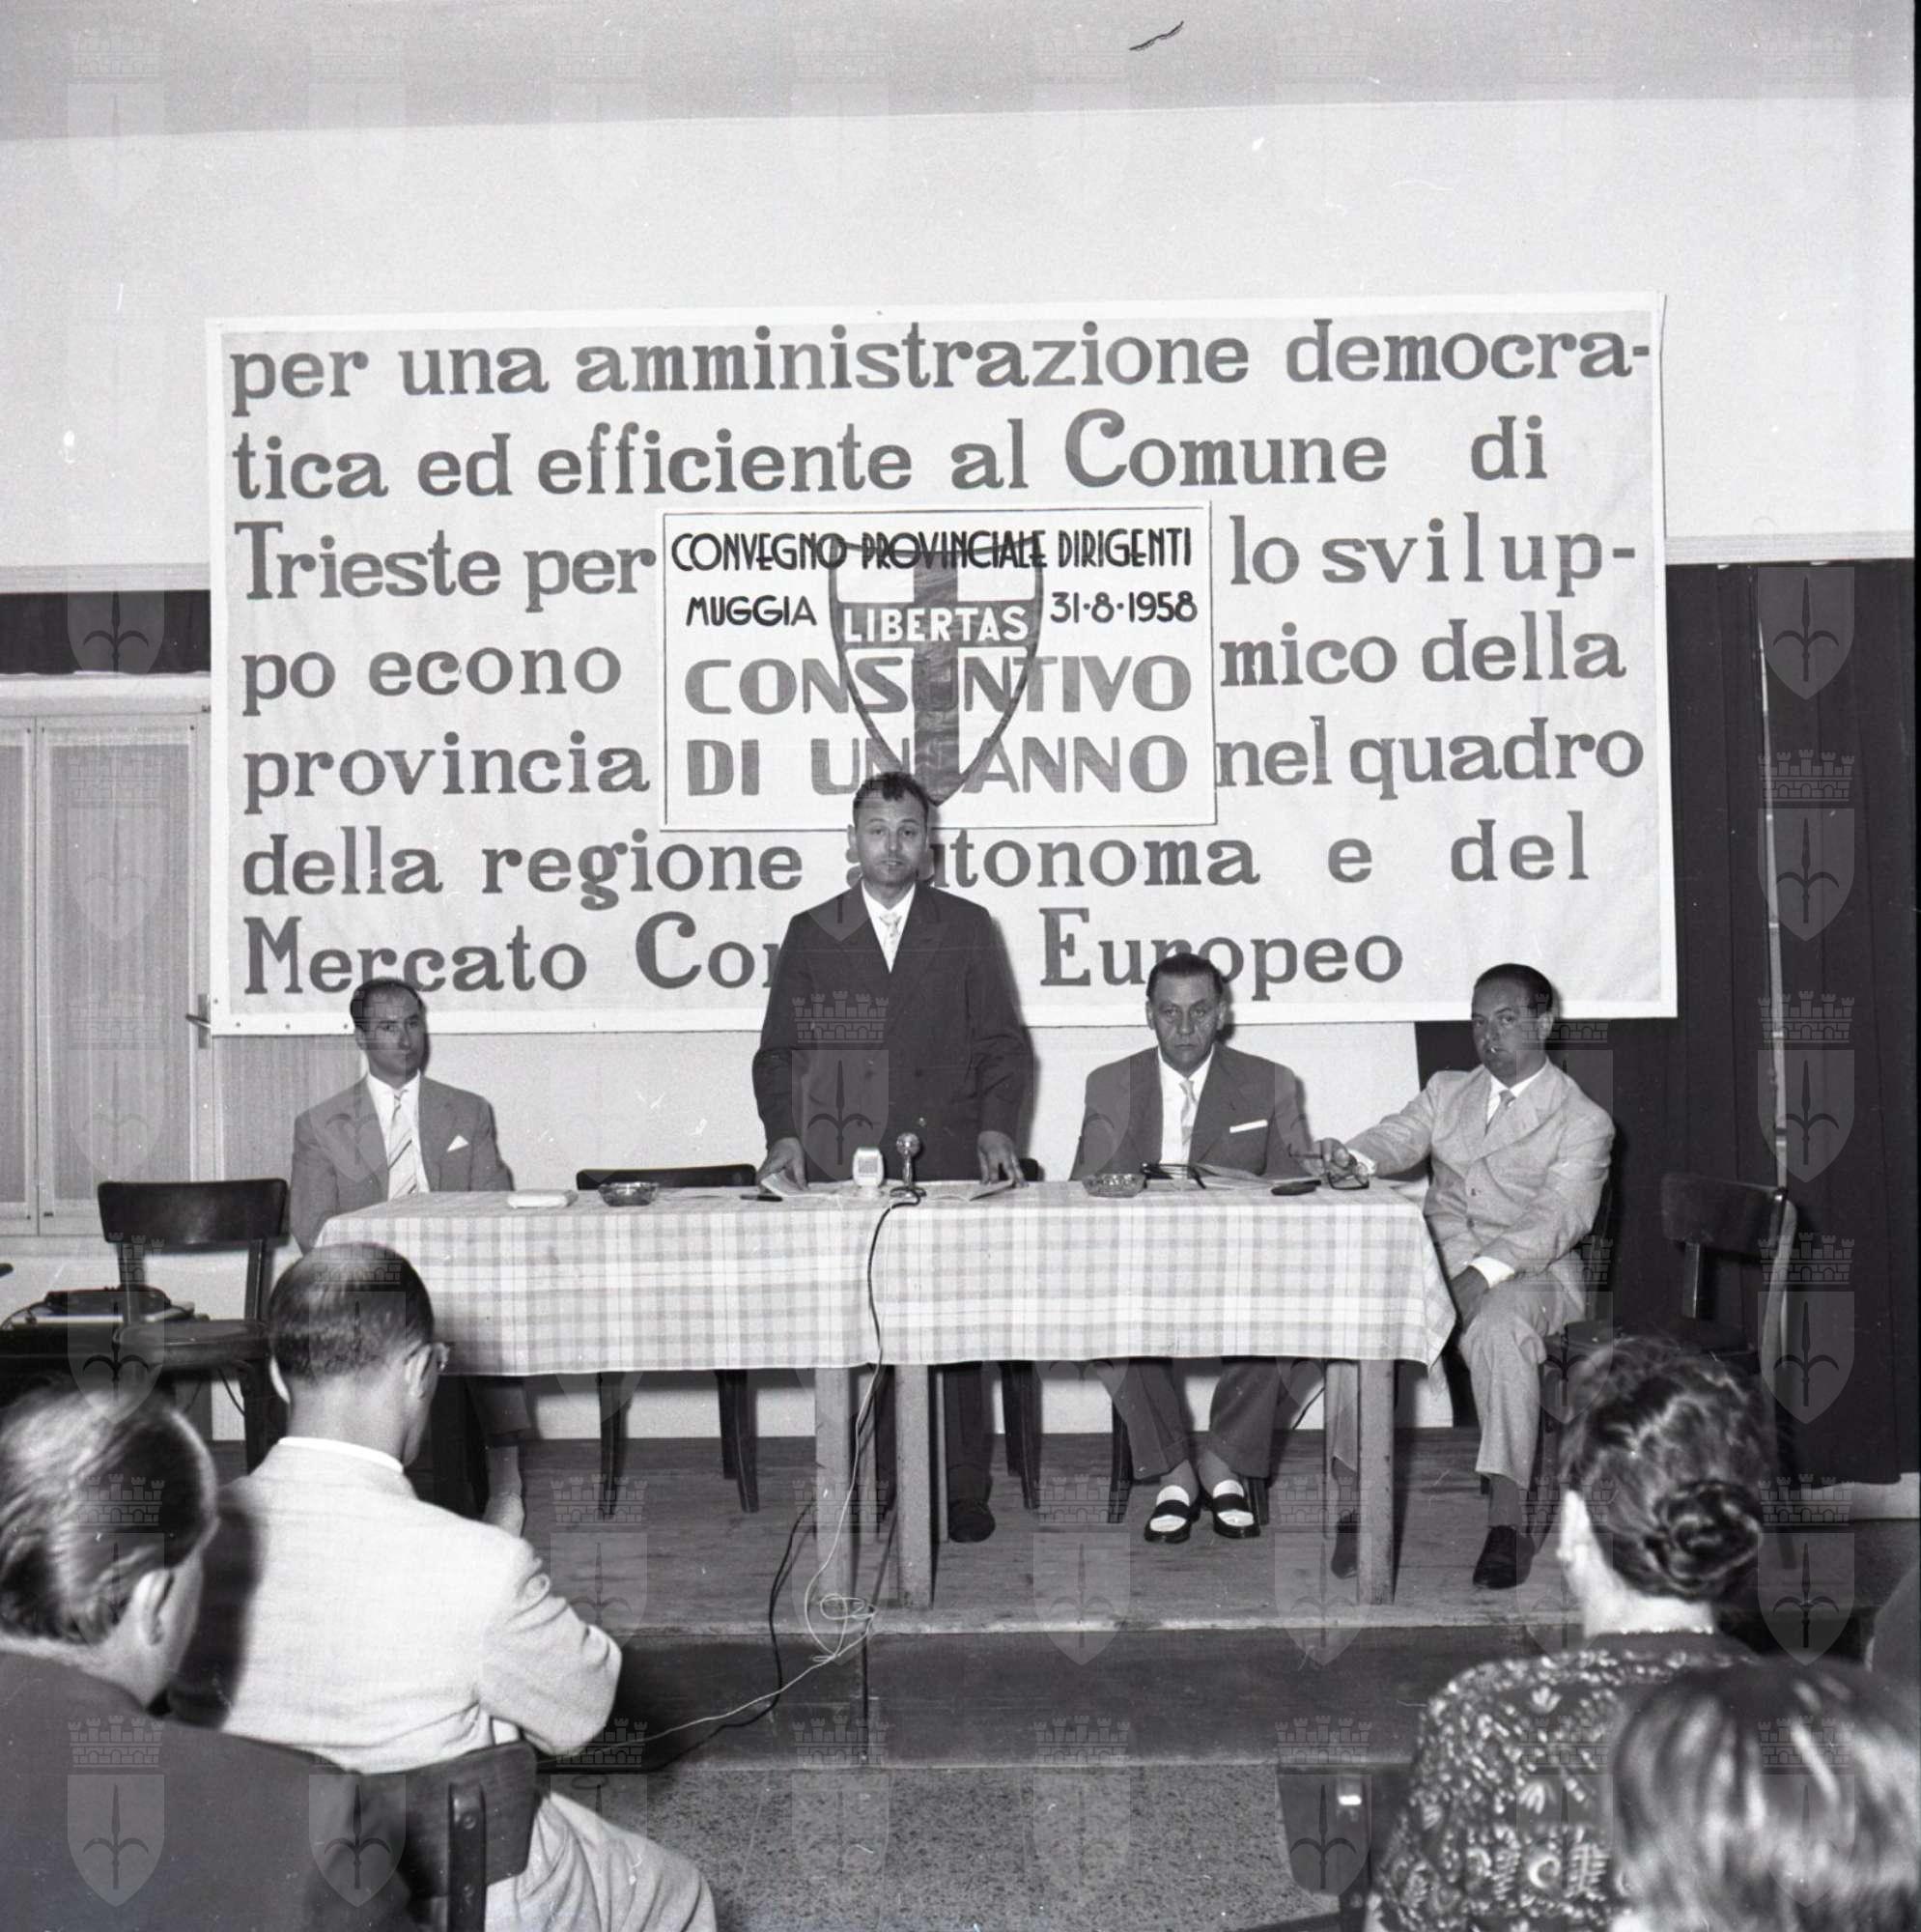 per una amministrazione democra-
tica ed efficiente al Comune di
Trieste per lo svilup-
po econo mico della
provincia nel quadro
della regione autonoma e del
Mercato Europeo
CONVEGNO PROVINCIALE DIRIGENTI
MUGGIA LIBERTAS 31·8·1958
CONSUNTIVO
DI UN ANNO